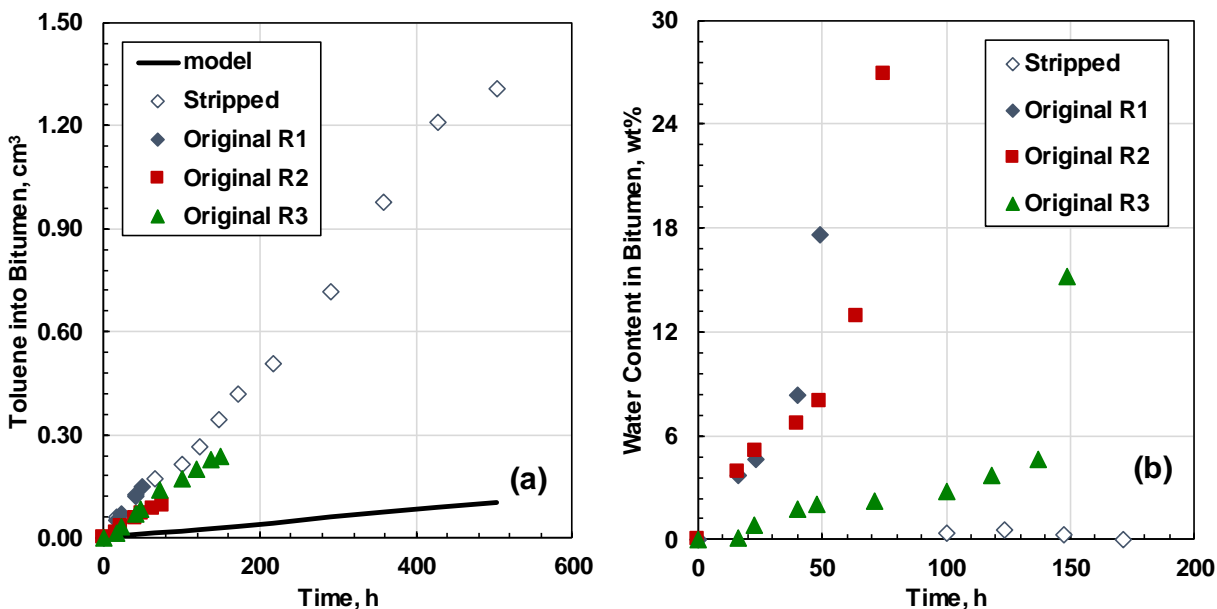 1.50
1.20
0.90
0.60
0.30
0.00
0
200
400
600
Toluene into Bitumen, cm³
Time, h
model
Stripped
Original R1
Original R2
Original R3
(a)
30
24
18
12
6
0
0
50
100
150
200
Water Content in Bitumen, wt%
Time, h
Stripped
Original R1
Original R2
Original R3
(b)